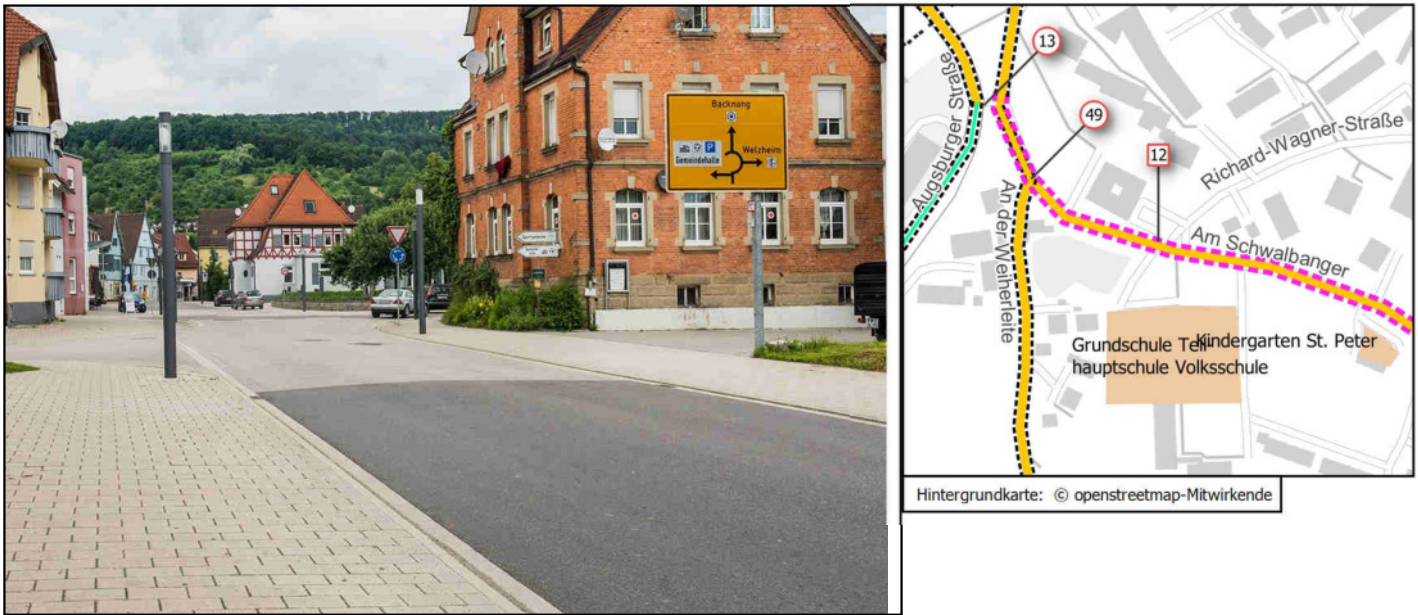 Backnang
P
Welzheim
Gemeindehalle
13
49
12
Augsburger Straße
An der Weiherleite
Richard-Wagner-Straße
Am Schwalbanger
Grundschule Teil
hauptschule Volksschule
Kindergarten St. Peter
Hintergrundkarte: © openstreetmap-Mitwirkende